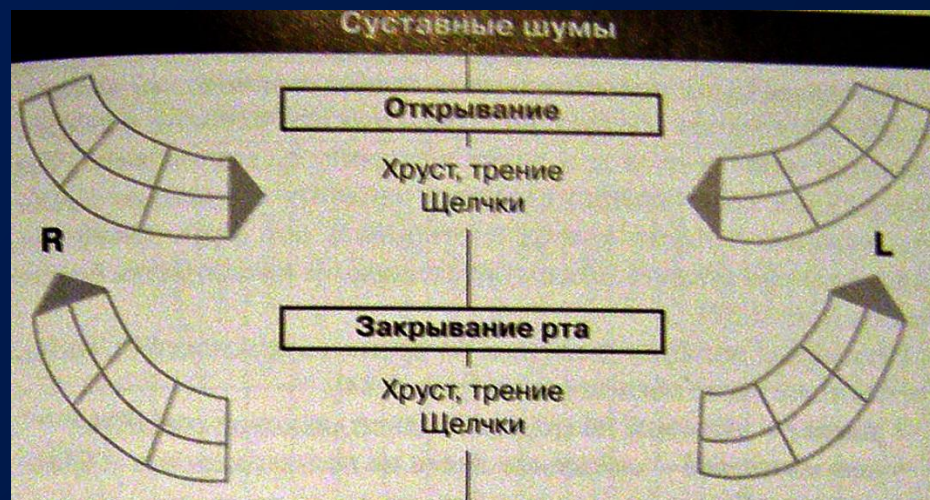 Суставные шумы
Открывание
Хруст, трение
Щелчки
R
L
Закрывание рта
Хруст, трение
Щелчки